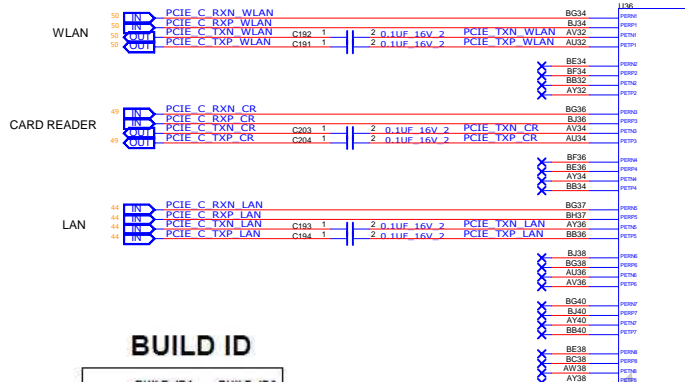 U36
50 IN PCIE_C_RXN_WLAN BG34 PERN1
50 IN PCIE_C_RXP_WLAN BJ34 PERP1
WLAN 50 OUT PCIE_C_TXN_WLAN C192 1 2 0.1UF_16V_2 PCIE_TXN_WLAN AV32 PETN1
50 OUT PCIE_C_TXP_WLAN C191 1 2 0.1UF_16V_2 PCIE_TXP_WLAN AU32 PETP1
BE34 PERN2
BF34 PERP2
BB32 PETN2
AY32 PETP2
49 IN PCIE_C_RXN_CR BG36 PERN3
IN PCIE_C_RXP_CR BJ36 PERP3
CARD READER OUT PCIE_C_TXN_CR C203 1 2 0.1UF_16V_2 PCIE_TXN_CR AV34 PETN3
49 OUT PCIE_C_TXP_CR C204 1 2 0.1UF_16V_2 PCIE_TXP_CR AU34 PETP3
BF36 PERN4
BE36 PERP4
AY34 PETN4
BB34 PETP4
44 IN PCIE_C_RXN_LAN BG37 PERN5
44 IN PCIE_C_RXP_LAN BH37 PERP5
LAN 44 IN PCIE_C_TXN_LAN C193 1 2 0.1UF_16V_2 PCIE_TXN_LAN AY36 PETN5
44 IN PCIE_C_TXP_LAN C194 1 2 0.1UF_16V_2 PCIE_TXP_LAN BB36 PETP5
BJ38 PERN6
BG38 PERP6
AU36 PETN6
AV36 PETP6
BG40 PERN7
BJ40 PERP7
AY40 PETN7
BB40 PETP7
BUILD ID
BE38 PERN8
BC38 PERP8
AW38 PETN8
AY38